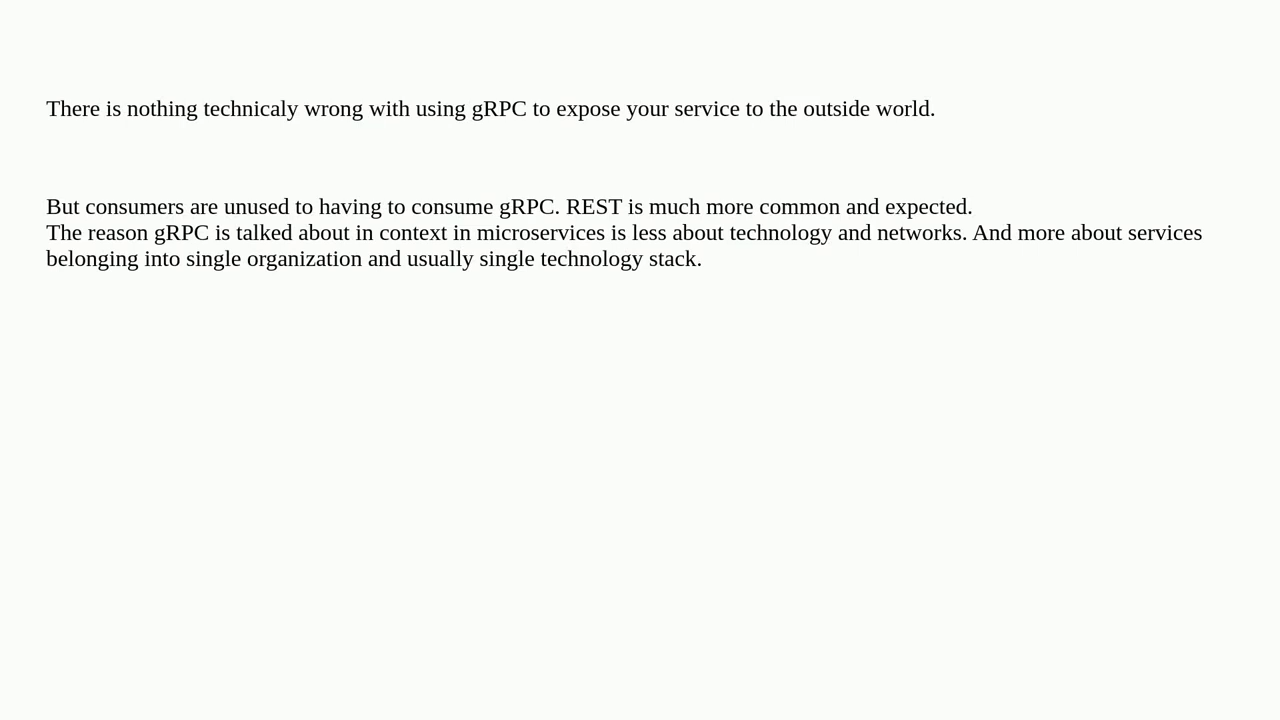 There is nothing technicaly wrong with using gRPC to expose your service to the outside world.
But consumers are unused to having to consume gRPC. REST is much more common and expected.
The reason gRPC is talked about in context in microservices is less about technology and networks. And more about services
belonging into single organization and usually single technology stack.